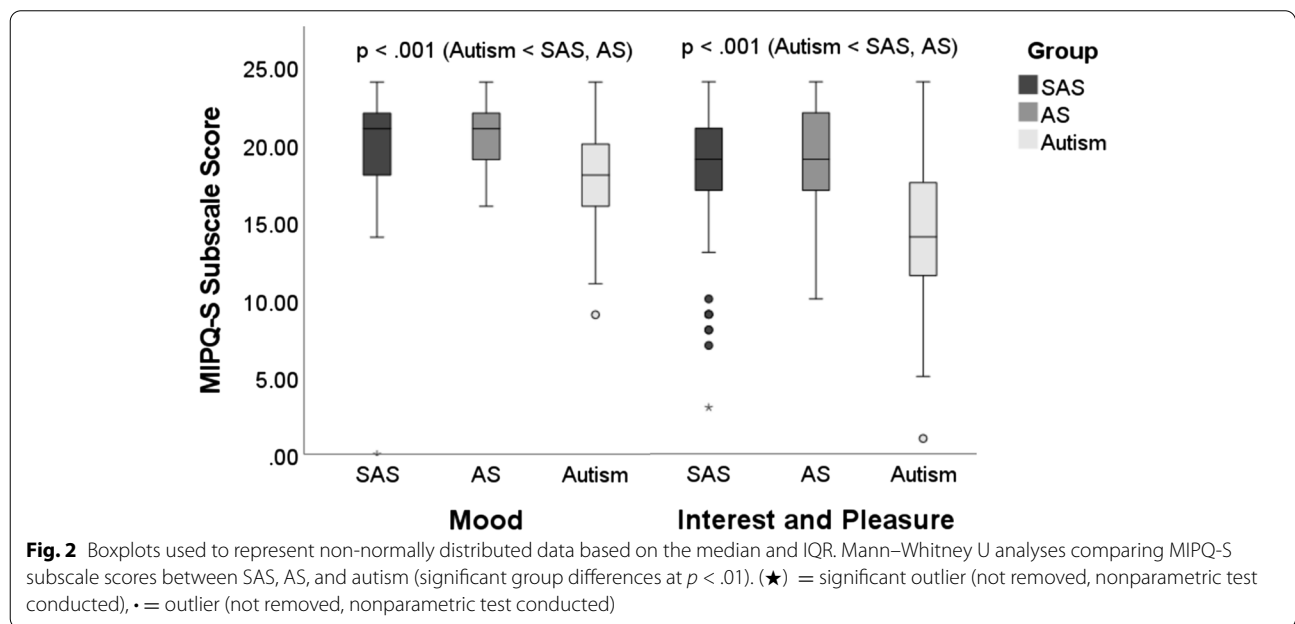 p < .001 (Autism < SAS, AS)
p < .001 (Autism < SAS, AS)
Group
SAS
AS
Autism
MIPQ-S Subscale Score
25.00
20.00
15.00
10.00
5.00
.00
SAS
AS
Autism
SAS
AS
Autism
Mood
Interest and Pleasure
Fig. 2 Boxplots used to represent non-normally distributed data based on the median and IQR. Mann–Whitney U analyses comparing MIPQ-S
subscale scores between SAS, AS, and autism (significant group differences at p < .01). (★) = significant outlier (not removed, nonparametric test
conducted), • = outlier (not removed, nonparametric test conducted)